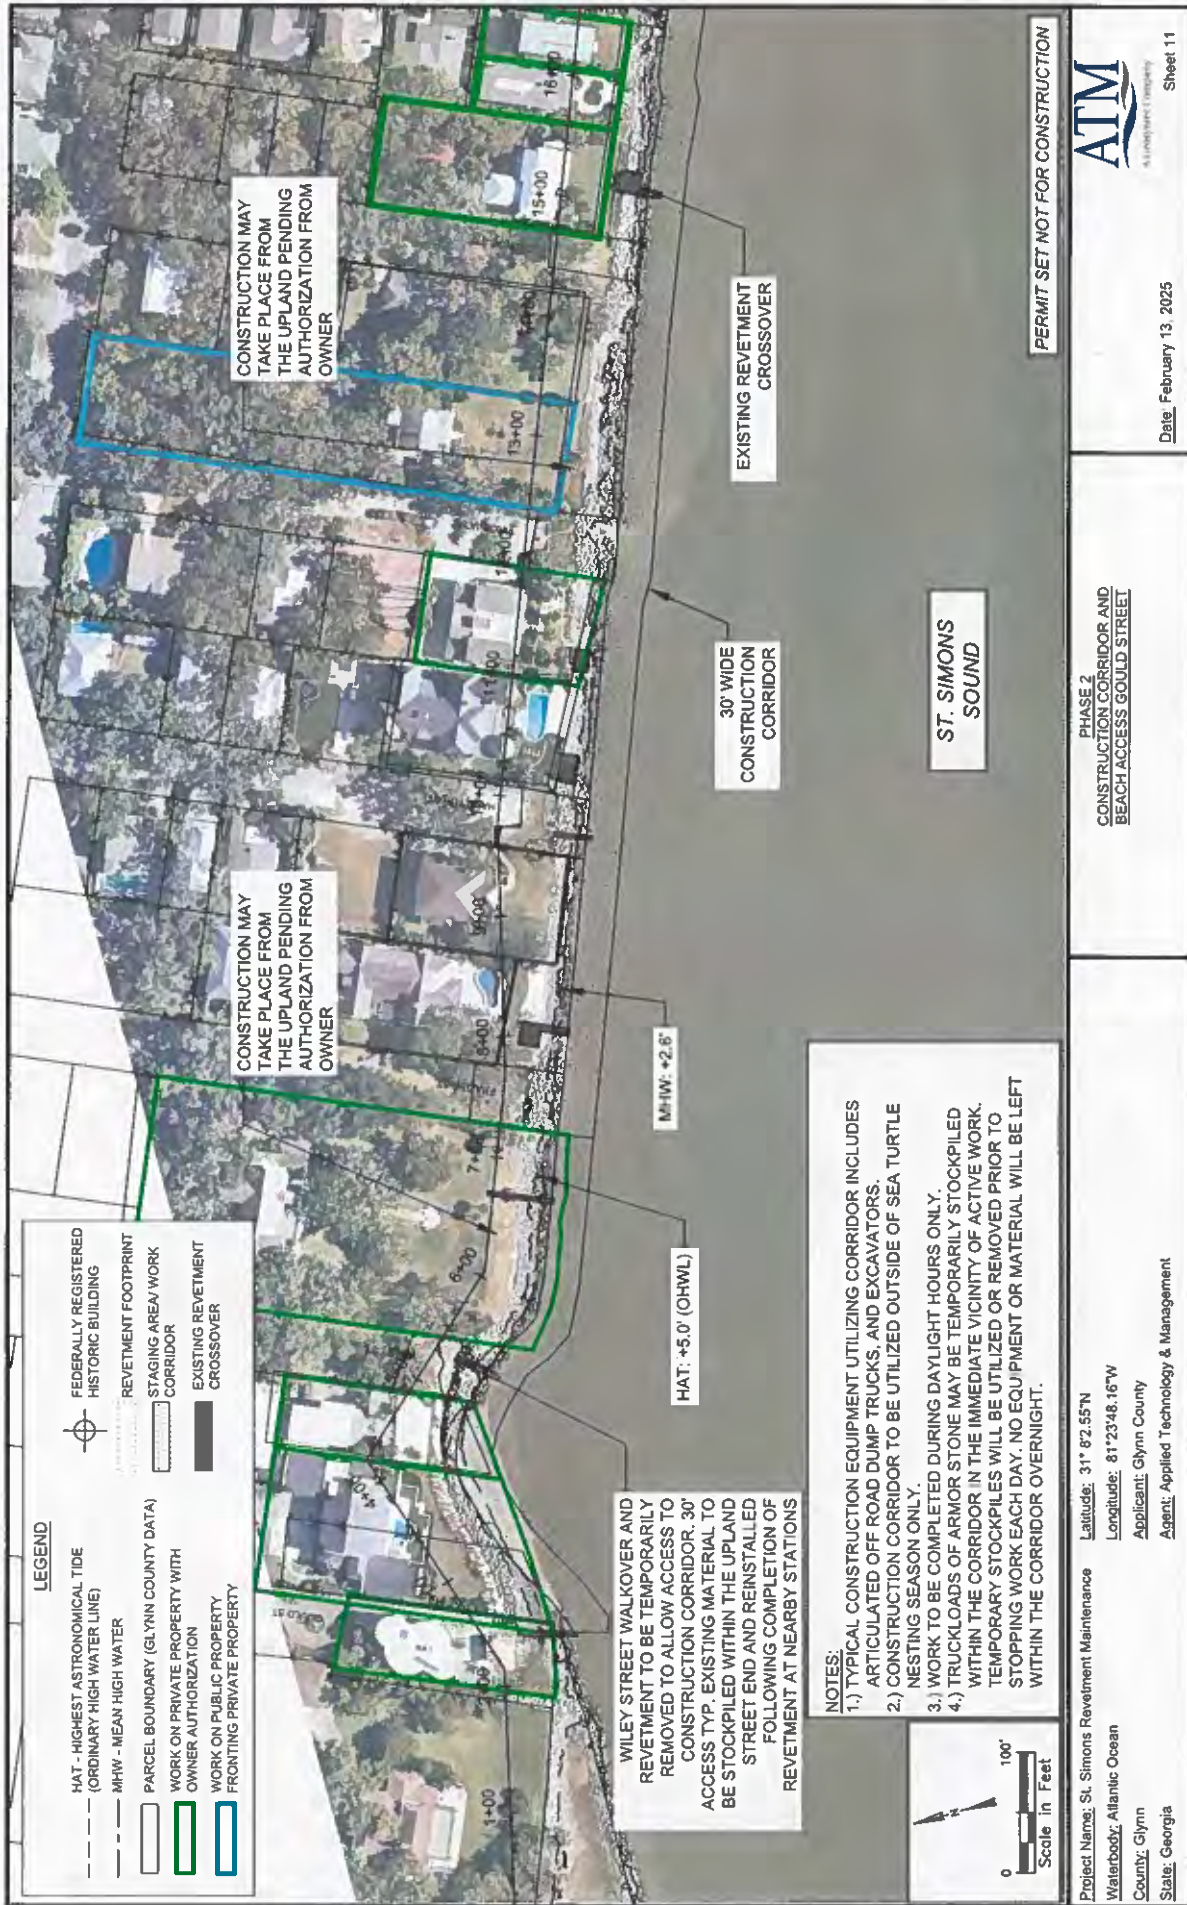 LEGEND
HAT - HIGHEST ASTRONOMICAL TIDE
(ORDINARY HIGH WATER LINE)
MHW - MEAN HIGH WATER
PARCEL BOUNDARY (GLYNN COUNTY DATA)
WORK ON PRIVATE PROPERTY WITH
OWNER AUTHORIZATION
WORK ON PUBLIC PROPERTY
FRONTING PRIVATE PROPERTY
FEDERALLY REGISTERED
HISTORIC BUILDING
REVETMENT FOOTPRINT
STAGING AREA/WORK
CORRIDOR
EXISTING REVETMENT
CROSSOVER
CONSTRUCTION MAY
TAKE PLACE FROM
THE UPLAND PENDING
AUTHORIZATION FROM
OWNER
CONSTRUCTION MAY
TAKE PLACE FROM
THE UPLAND PENDING
AUTHORIZATION FROM
OWNER
1+00
6+00
8+00
9+00
13+00
15+00
WILEY STREET WALKOVER AND
REVETMENT TO BE TEMPORARILY
REMOVED TO ALLOW ACCESS TO
CONSTRUCTION CORRIDOR. 30'
ACCESS TYP. EXISTING MATERIAL TO
BE STOCKPILED WITHIN THE UPLAND
STREET END AND REINSTALLED
FOLLOWING COMPLETION OF
REVETMENT AT NEARBY STATIONS
HAT: +5.0' (OHWL)
MHW: +2.6'
30' WIDE
CONSTRUCTION
CORRIDOR
EXISTING REVETMENT
CROSSOVER
ST. SIMONS
SOUND
NOTES:
1.) TYPICAL CONSTRUCTION EQUIPMENT UTILIZING CORRIDOR INCLUDES
ARTICULATED OFF ROAD DUMP TRUCKS, AND EXCAVATORS.
2.) CONSTRUCTION CORRIDOR TO BE UTILIZED OUTSIDE OF SEA TURTLE
NESTING SEASON ONLY.
3.) WORK TO BE COMPLETED DURING DAYLIGHT HOURS ONLY.
4.) TRUCKLOADS OF ARMOR STONE MAY BE TEMPORARILY STOCKPILED
WITHIN THE CORRIDOR IN THE IMMEDIATE VICINITY OF ACTIVE WORK.
TEMPORARY STOCKPILES WILL BE UTILIZED OR REMOVED PRIOR TO
STOPPING WORK EACH DAY. NO EQUIPMENT OR MATERIAL WILL BE LEFT
WITHIN THE CORRIDOR OVERNIGHT.
N
0 100'
Scale in Feet
PERMIT SET NOT FOR CONSTRUCTION
Project Name: St. Simons Revetment Maintenance
Waterbody: Atlantic Ocean
County: Glynn
State: Georgia
Latitude: 31° 8'2.55"N
Longitude: 81°23'48.16"W
Applicant: Glynn County
Agent: Applied Technology & Management
PHASE 2
CONSTRUCTION CORRIDOR AND
BEACH ACCESS GOULD STREET
ATM
Date: February 13, 2025
Sheet 11